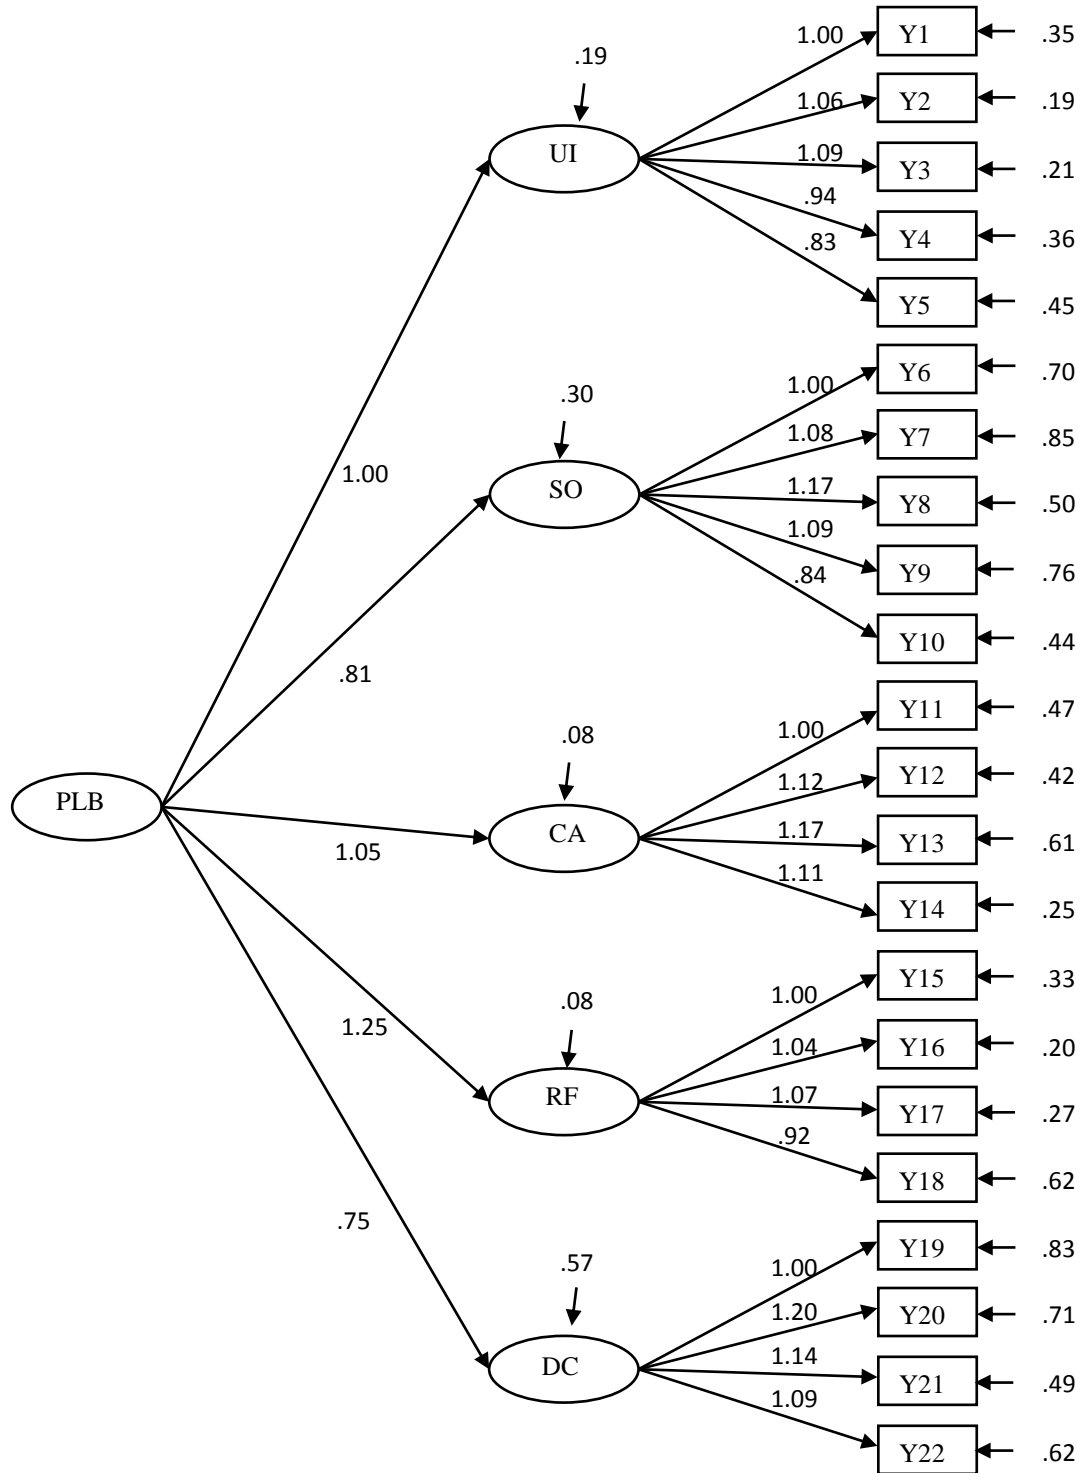 1.00 Y1 .35
.19
1.06 Y2 .19
UI
1.09 Y3 .21
.94 Y4 .36
.83 Y5 .45
1.00 Y6 .70
.30
1.08 Y7 .85
1.00
SO
1.17 Y8 .50
1.09 Y9 .76
.84 Y10 .44
.81
1.00 Y11 .47
.08
1.12 Y12 .42
PLB
CA
1.05
1.17 Y13 .61
1.11 Y14 .25
1.00 Y15 .33
.08
1.25
1.04 Y16 .20
RF
1.07 Y17 .27
.92 Y18 .62
.75
1.00 Y19 .83
.57
1.20 Y20 .71
DC
1.14 Y21 .49
1.09 Y22 .62